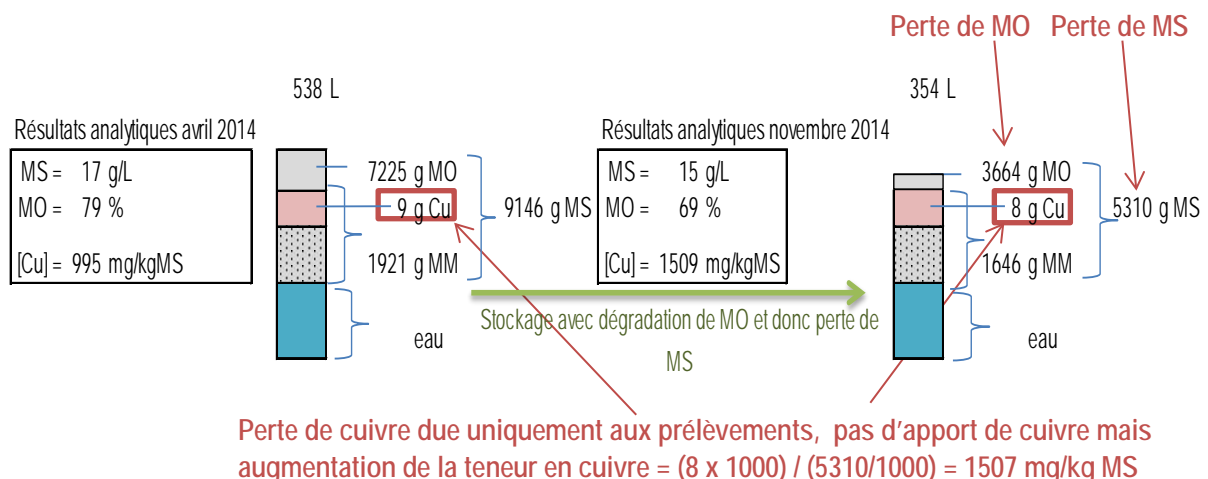 Perte de MO Perte de MS
538 L
354 L
Résultats analytiques avril 2014
MS = 17 g/L
MO = 79 %
[Cu] = 995 mg/kgMS
7225 g MO
9 g Cu
9146 g MS
1921 g MM
eau
Résultats analytiques novembre 2014
MS = 15 g/L
MO = 69 %
[Cu] = 1509 mg/kgMS
3664 g MO
8 g Cu
5310 g MS
1646 g MM
eau
Stockage avec dégradation de MO et donc perte de
MS
Perte de cuivre due uniquement aux prélèvements, pas d'apport de cuivre mais
augmentation de la teneur en cuivre = (8 x 1000) / (5310/1000) = 1507 mg/kg MS